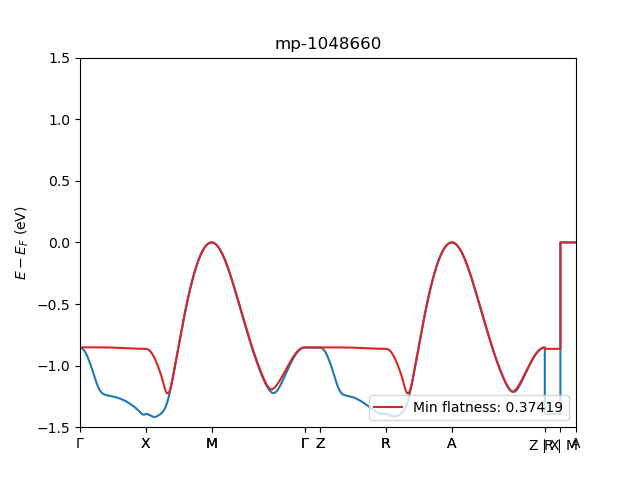 mp-1048660
E − E_F (eV)
1.5
1.0
0.5
0.0
−0.5
−1.0
−1.5
Min flatness: 0.37419
Γ X M Γ Z R A Z | R X | M A